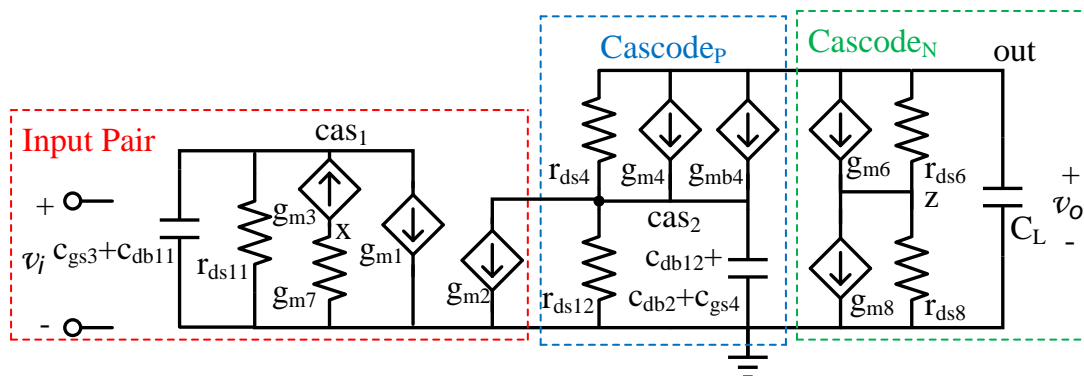 Cascode_P
Cascode_N
out
Input Pair
cas_1
+
v_i
-
c_gs3+c_db11
r_ds11
g_m3
x
g_m7
g_m1
g_m2
r_ds4
g_m4
g_mb4
cas_2
r_ds12
c_db12+
c_db2+c_gs4
g_m6
r_ds6
z
g_m8
r_ds8
C_L
+
v_o
-